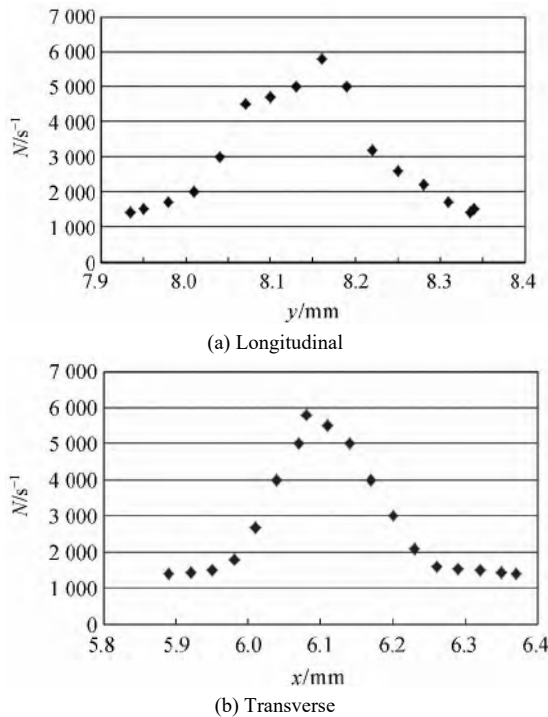 7 000
6 000
5 000
4 000
3 000
2 000
1 000
0
N/s⁻¹
7.9 8.0 8.1 8.2 8.3 8.4
y/mm
(a) Longitudinal
7 000
6 000
5 000
4 000
3 000
2 000
1 000
0
N/s⁻¹
5.8 5.9 6.0 6.1 6.2 6.3 6.4
x/mm
(b) Transverse